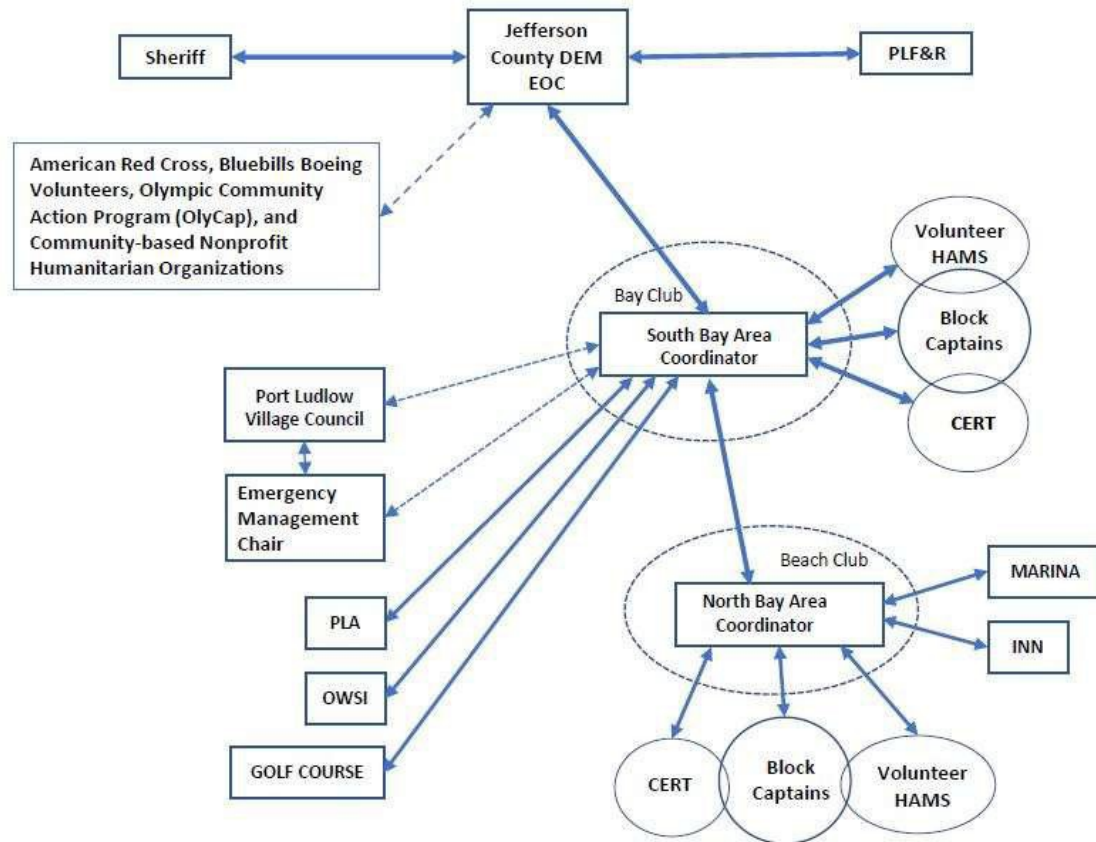 Jefferson
County DEM
EOC
Sheriff
PLF&R
American Red Cross, Bluebills Boeing
Volunteers, Olympic Community
Action Program (OlyCap), and
Community-based Nonprofit
Humanitarian Organizations
Volunteer
HAMS
Bay Club
Block
Captains
South Bay Area
Coordinator
CERT
Port Ludlow
Village Council
Emergency
Management
Chair
Beach Club
MARINA
North Bay Area
Coordinator
INN
PLA
OWSI
GOLF COURSE
CERT
Block
Captains
Volunteer
HAMS